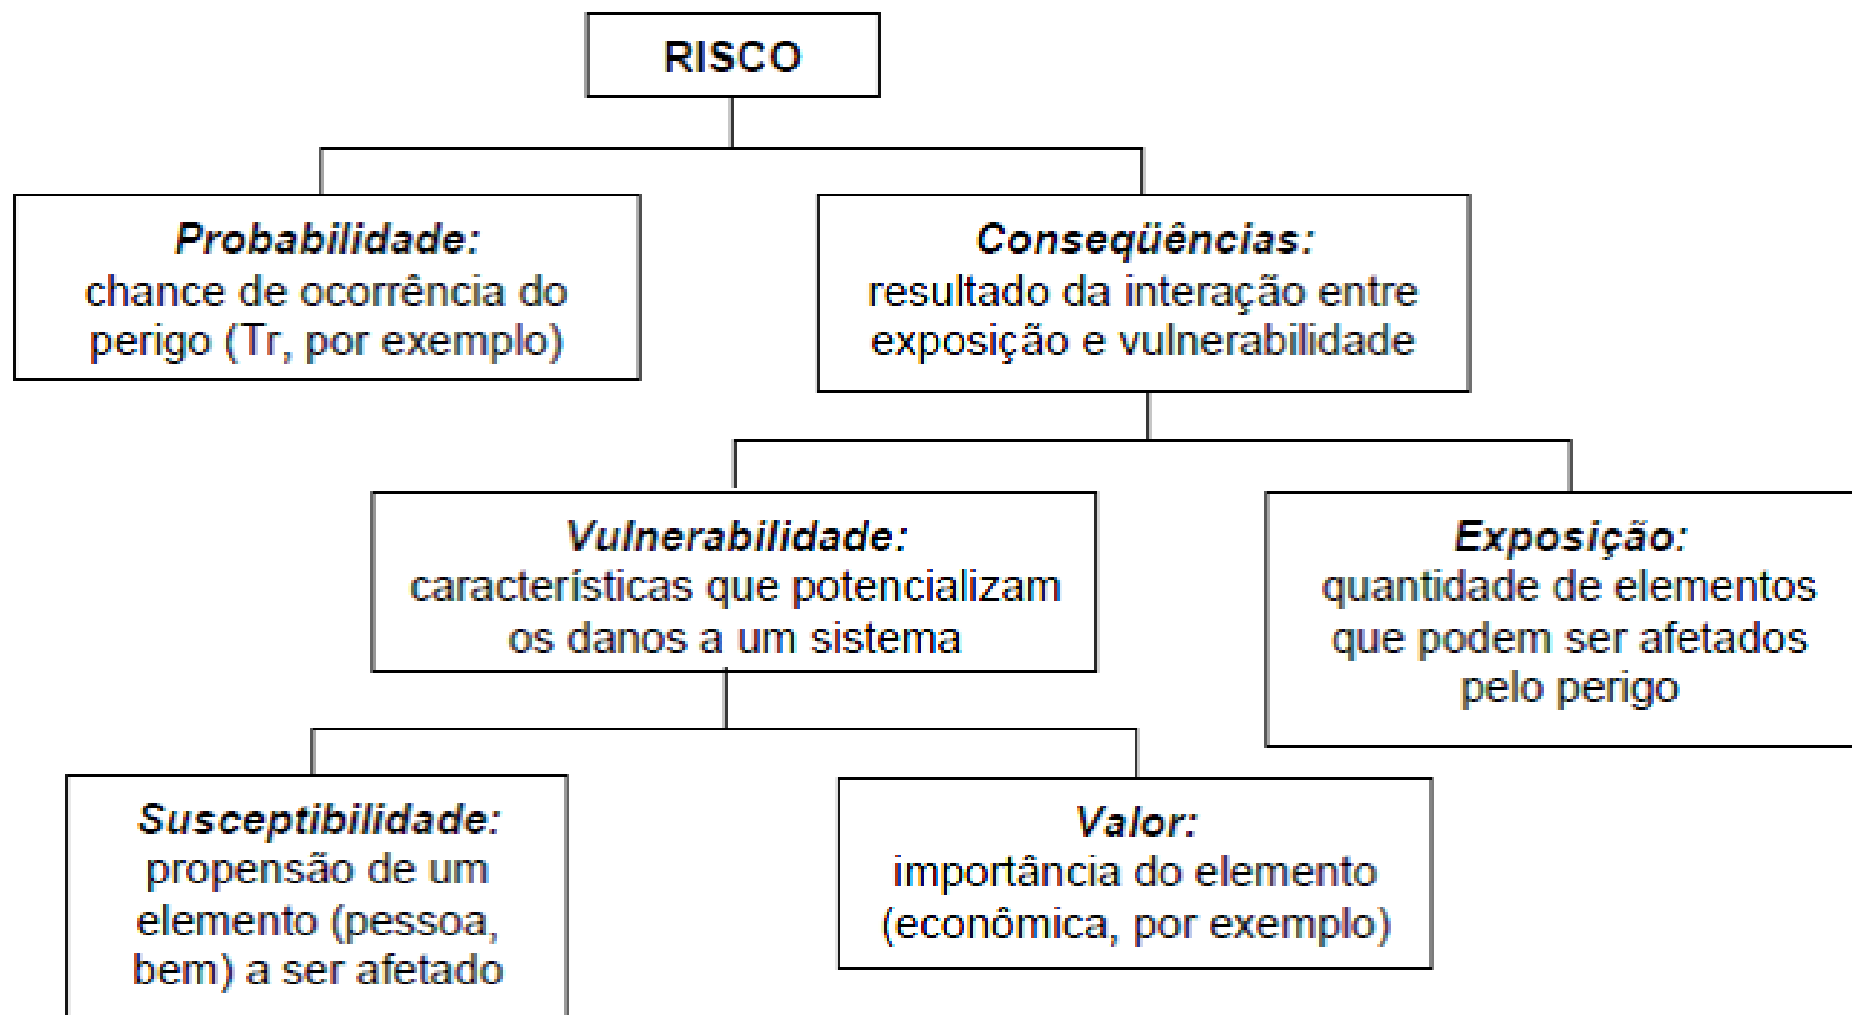 RISCO
Probabilidade:
chance de ocorrência do
perigo (Tr, por exemplo)
Conseqüências:
resultado da interação entre
exposição e vulnerabilidade
Vulnerabilidade:
características que potencializam
os danos a um sistema
Exposição:
quantidade de elementos
que podem ser afetados
pelo perigo
Susceptibilidade:
propensão de um
elemento (pessoa,
bem) a ser afetado
Valor:
importância do elemento
(econômica, por exemplo)